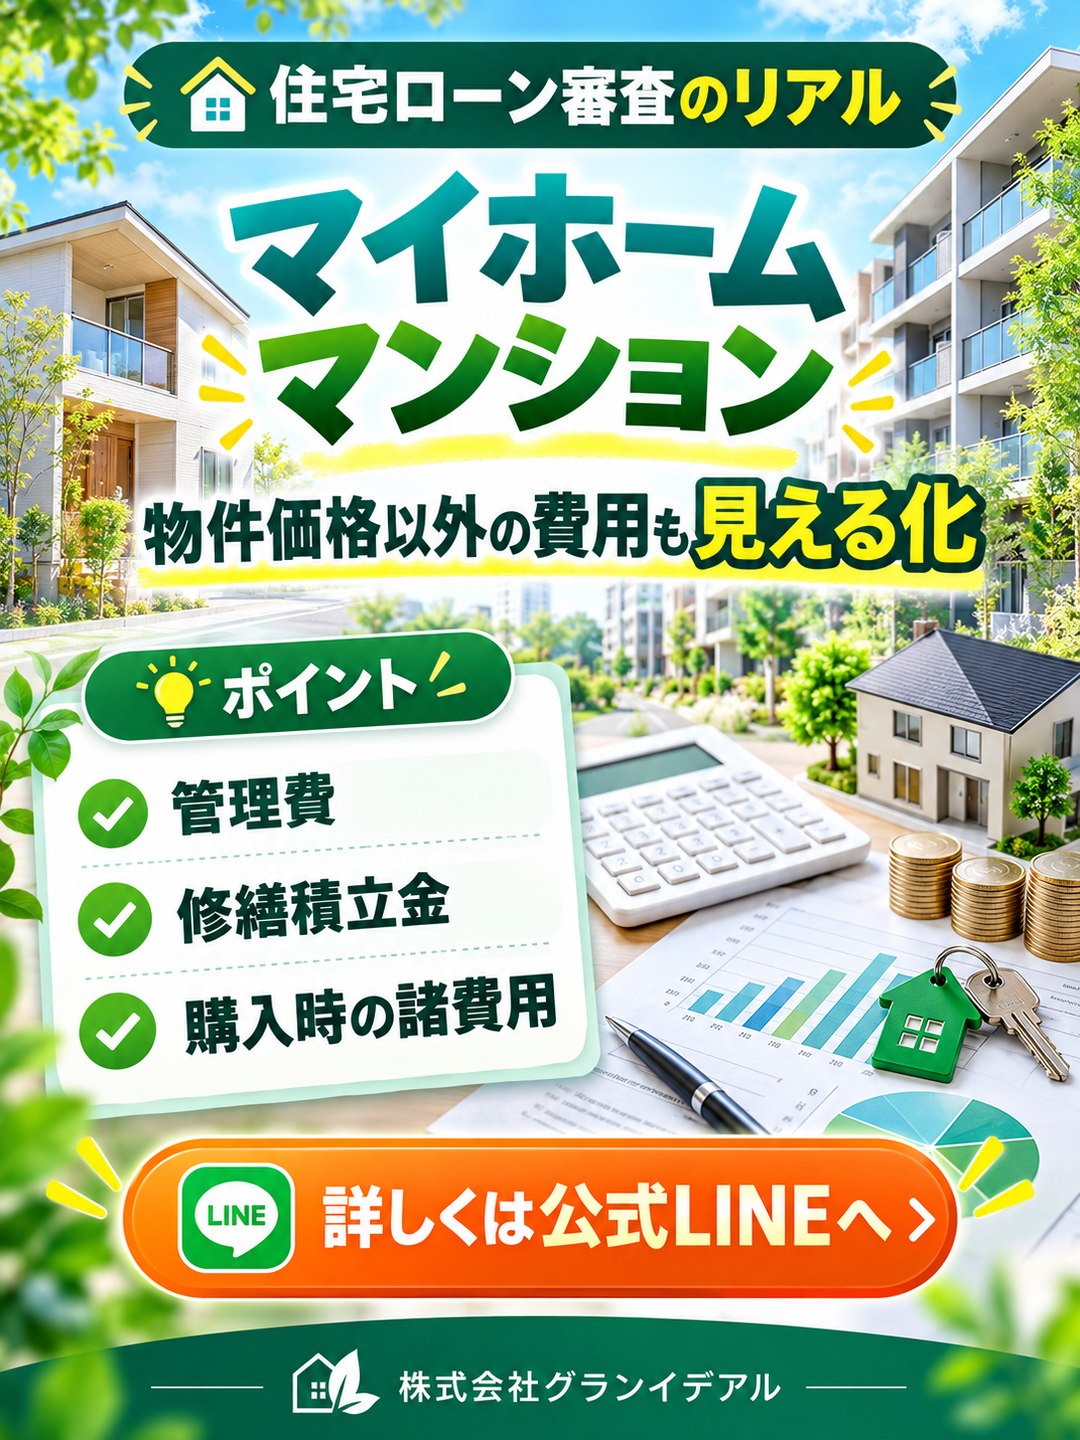 住宅ローン審査のリアル
マイホーム
マンション
物件価格以外の費用も見える化
ポイント
管理費
修繕積立金
購入時の諸費用
LINE
詳しくは公式LINEへ
株式会社グランイデアル